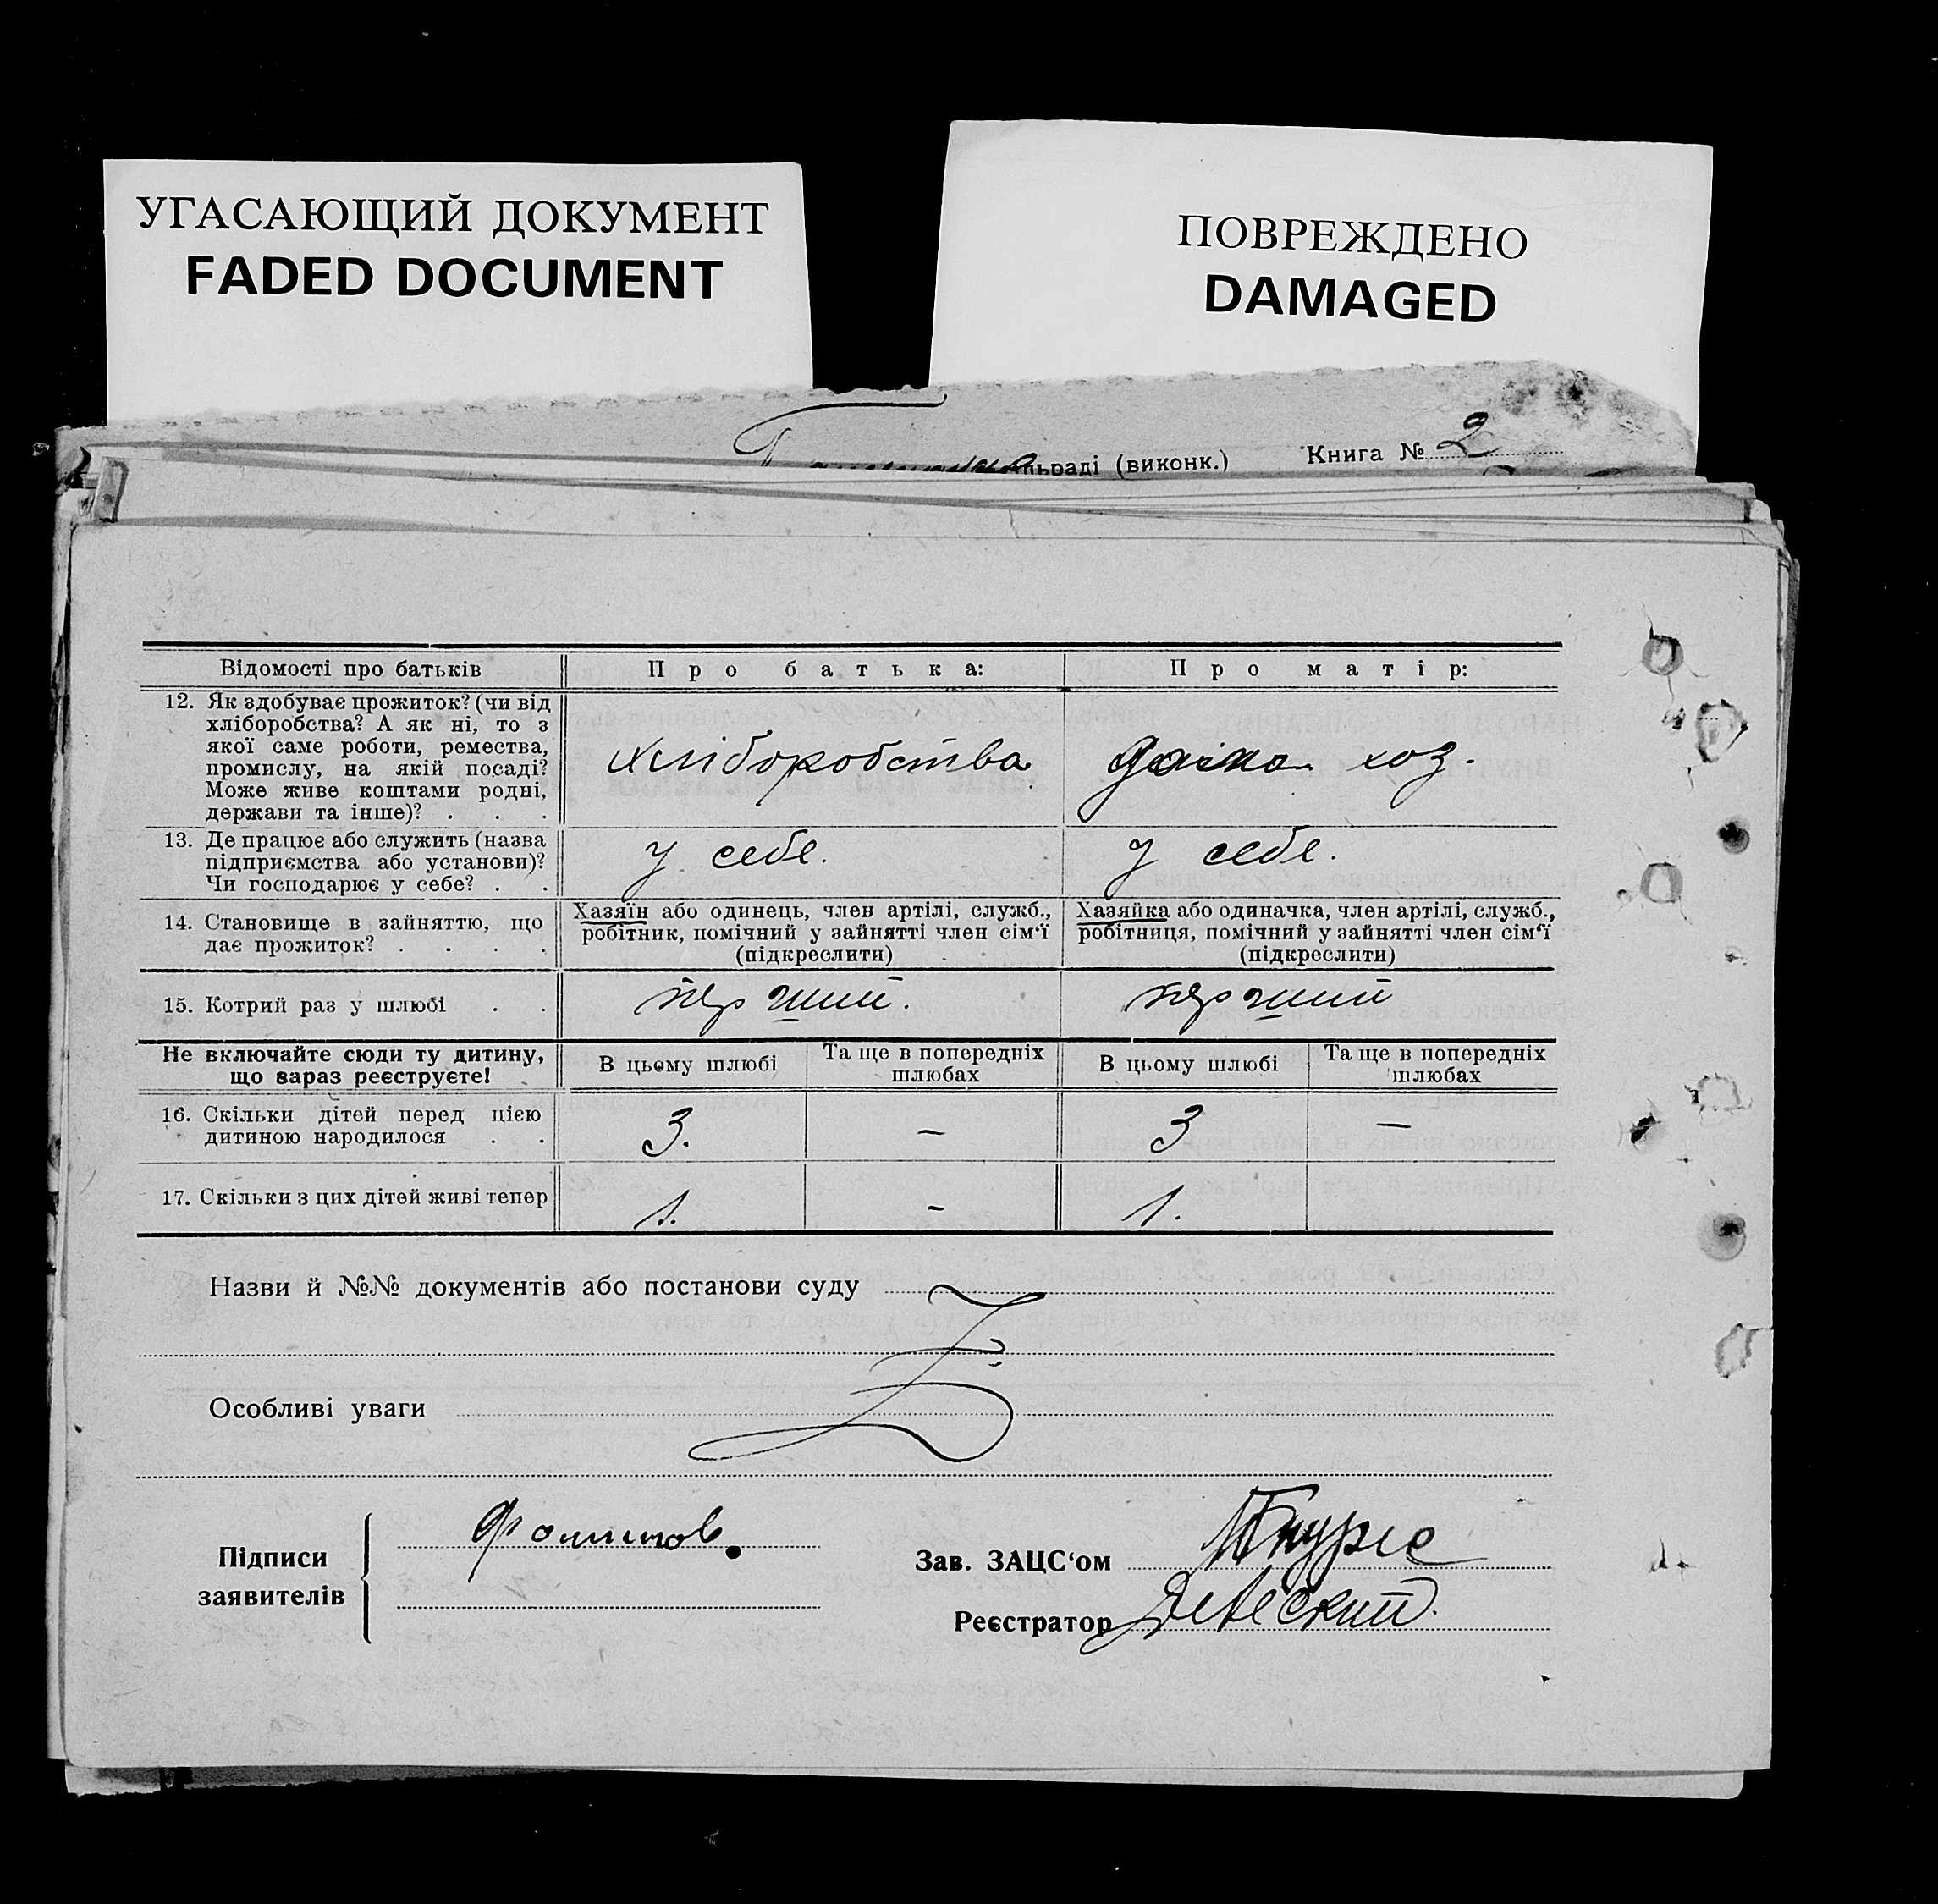 УГАСАЮЩИЙ ДОКУМЕНТ
FADED DOCUMENT
ПОВРЕЖДЕНО
DAMAGED
(виконк.) Книга № 2
Відомості про батьків
Про батька:
Про матір:
12. Як здобуває прожиток? (чи від
хліборобства? А як ні, то з
якої саме роботи, ремества,
промислу, на якій посаді?
Може живе коштами родні,
держави та інше)? . . .
хліборобства
хоз.
13. Де працює або служить (назва
підприємства або установи)?
Чи господарює у себе? . .
у себе.
у себе.
14. Становище в зайняттю, що
дає прожиток? . . . .
Хазяїн або одинець, член артілі, служб.,
робітник, помічний у зайнятті член сім'ї
(підкреслити)
Хазяйка або одиначка, член артілі, служб.,
робітниця, помічний у зайнятті член сім'ї
(підкреслити)
15. Котрий раз у шлюбі . .
перший.
перший
Не включайте сюди ту дитину,
що зараз реєструєте!
В цьому шлюбі
Та ще в попередніх
шлюбах
В цьому шлюбі
Та ще в попередніх
шлюбах
16. Скільки дітей перед цією
дитиною народилося . .
3.
–
3
–
17. Скільки з цих дітей живі тепер
1.
–
1.
Назви й №№ документів або постанови суду
Особливі уваги
Підписи
заявителів
Зав. ЗАЦС'ом
Реєстратор